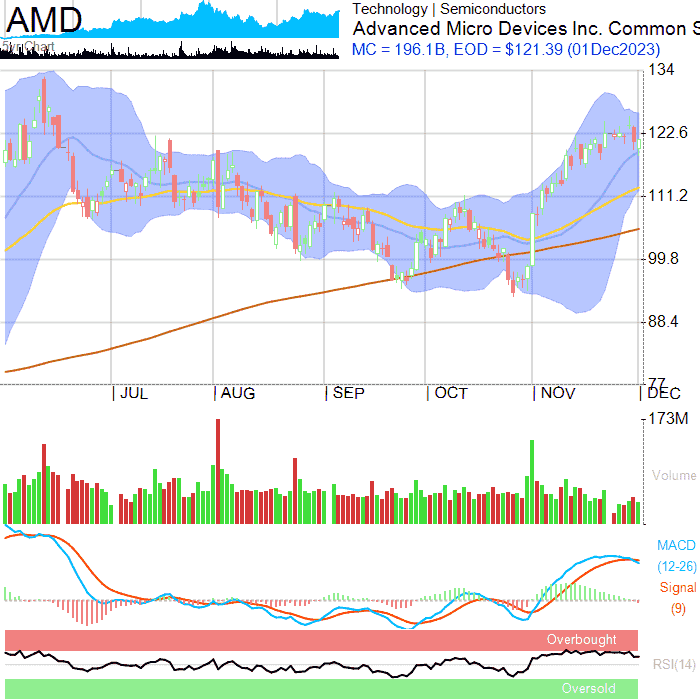 AMD
5yr Chart
Technology | Semiconductors
Advanced Micro Devices Inc. Common S
MC = 196.1B, EOD = $121.39 (01Dec2023)
134
122.6
111.2
99.8
88.4
77
JUL
AUG
SEP
OCT
NOV
DEC
173M
Volume
MACD
(12-26)
Signal
(9)
Overbought
RSI(14)
Oversold